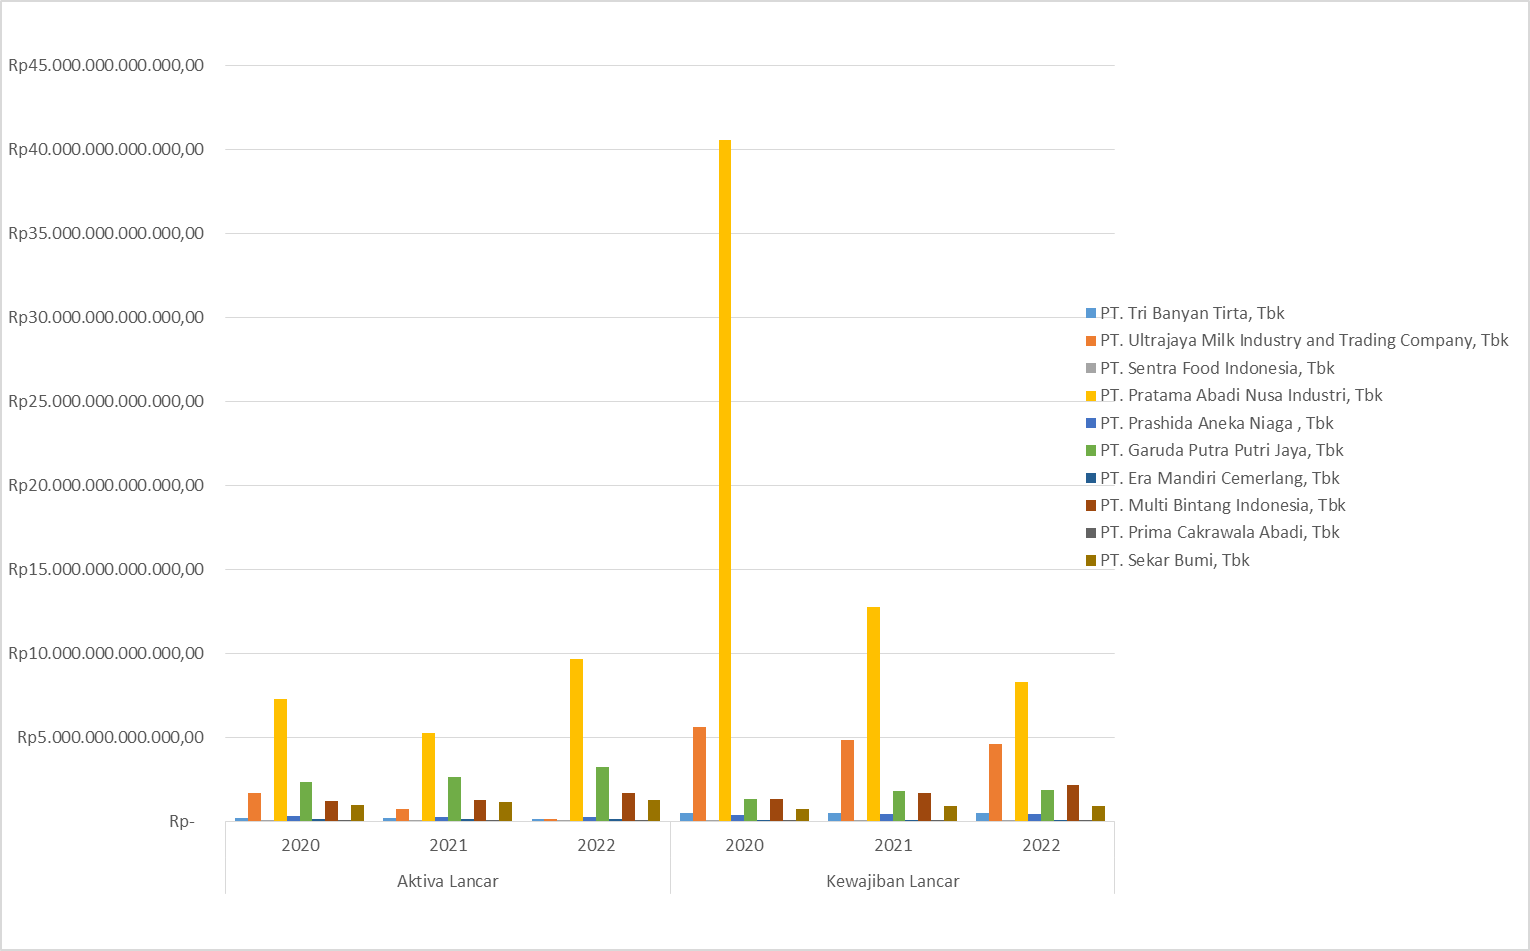 Rp45.000.000.000.000,00
Rp40.000.000.000.000,00
Rp35.000.000.000.000,00
Rp30.000.000.000.000,00
Rp25.000.000.000.000,00
Rp20.000.000.000.000,00
Rp15.000.000.000.000,00
Rp10.000.000.000.000,00
Rp5.000.000.000.000,00
Rp-
2020 2021 2022 2020 2021 2022
Aktiva Lancar Kewajiban Lancar
PT. Tri Banyan Tirta, Tbk
PT. Ultrajaya Milk Industry and Trading Company, Tbk
PT. Sentra Food Indonesia, Tbk
PT. Pratama Abadi Nusa Industri, Tbk
PT. Prashida Aneka Niaga , Tbk
PT. Garuda Putra Putri Jaya, Tbk
PT. Era Mandiri Cemerlang, Tbk
PT. Multi Bintang Indonesia, Tbk
PT. Prima Cakrawala Abadi, Tbk
PT. Sekar Bumi, Tbk